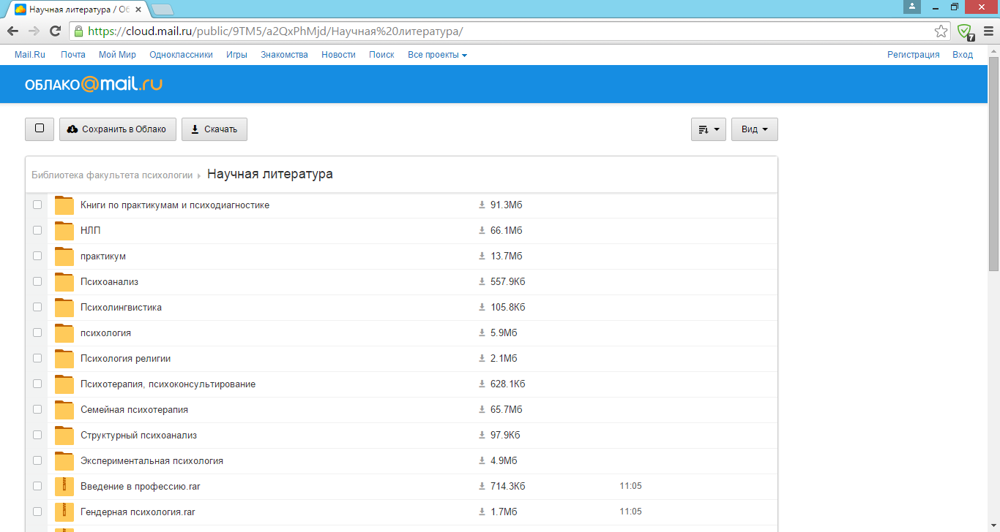 Научная литература / Об
https://cloud.mail.ru/public/9TM5/a2QxPhMjd/Научная%20литература/
7
Mail.Ru Почта Мой Мир Одноклассники Игры Знакомства Новости Поиск Все проекты Регистрация Вход
ОБЛАКО@mail.ru
Сохранить в Облако Скачать Вид
Библиотека факультета психологии Научная литература
Книги по практикумам и психодиагностике 91.3Мб
НЛП 66.1Мб
практикум 13.7Мб
Психоанализ 557.9Кб
Психолингвистика 105.8Кб
психология 5.9Мб
Психология религии 2.1Мб
Психотерапия, психоконсультирование 628.1Кб
Семейная психотерапия 65.7Мб
Структурный психоанализ 97.9Кб
Экспериментальная психология 4.9Мб
Введение в профессию.rar 714.3Кб 11:05
Гендерная психология.rar 1.7Мб 11:05